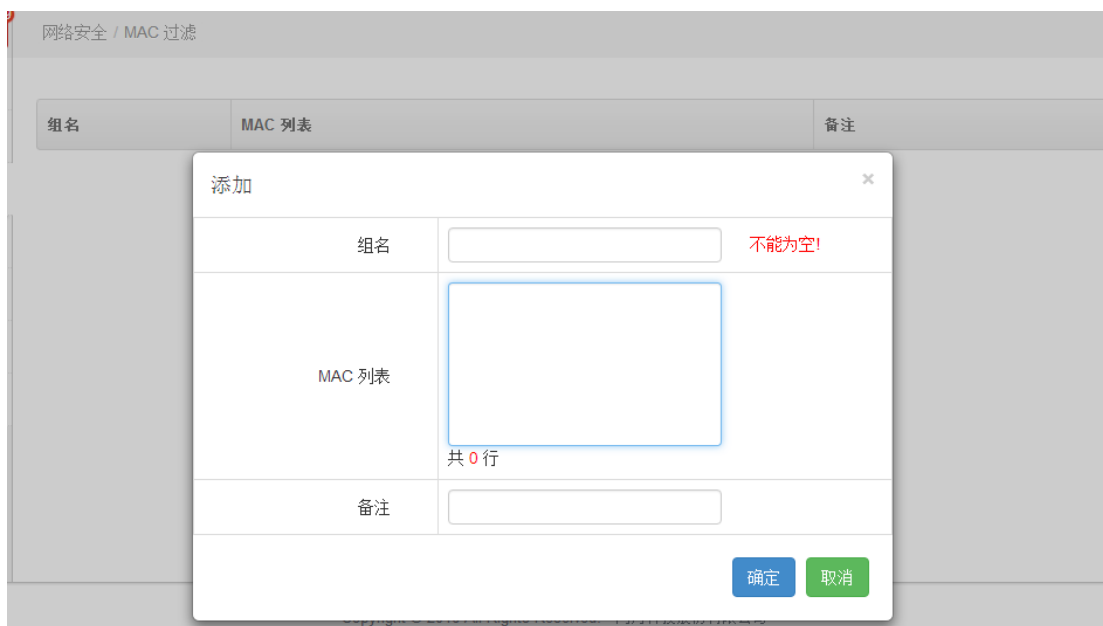 网络安全 / MAC 过滤
组名 MAC 列表 备注
添加 ×
组名 不能为空!
MAC 列表
共 0 行
备注
确定 取消